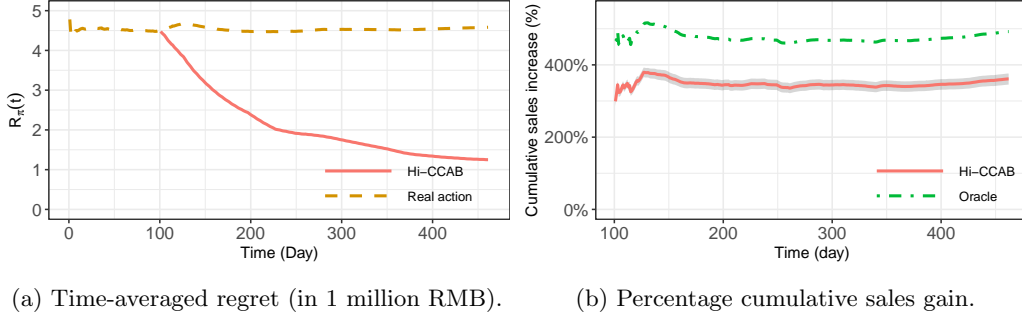 5
4
3
2
1
0
R_π(t)
Hi−CCAB
Real action
0
100
200
300
400
Time (Day)
(a) Time-averaged regret (in 1 million RMB).
Cumulative sales increase (%)
400%
200%
0%
Hi−CCAB
Oracle
100
200
300
400
Time (day)
(b) Percentage cumulative sales gain.